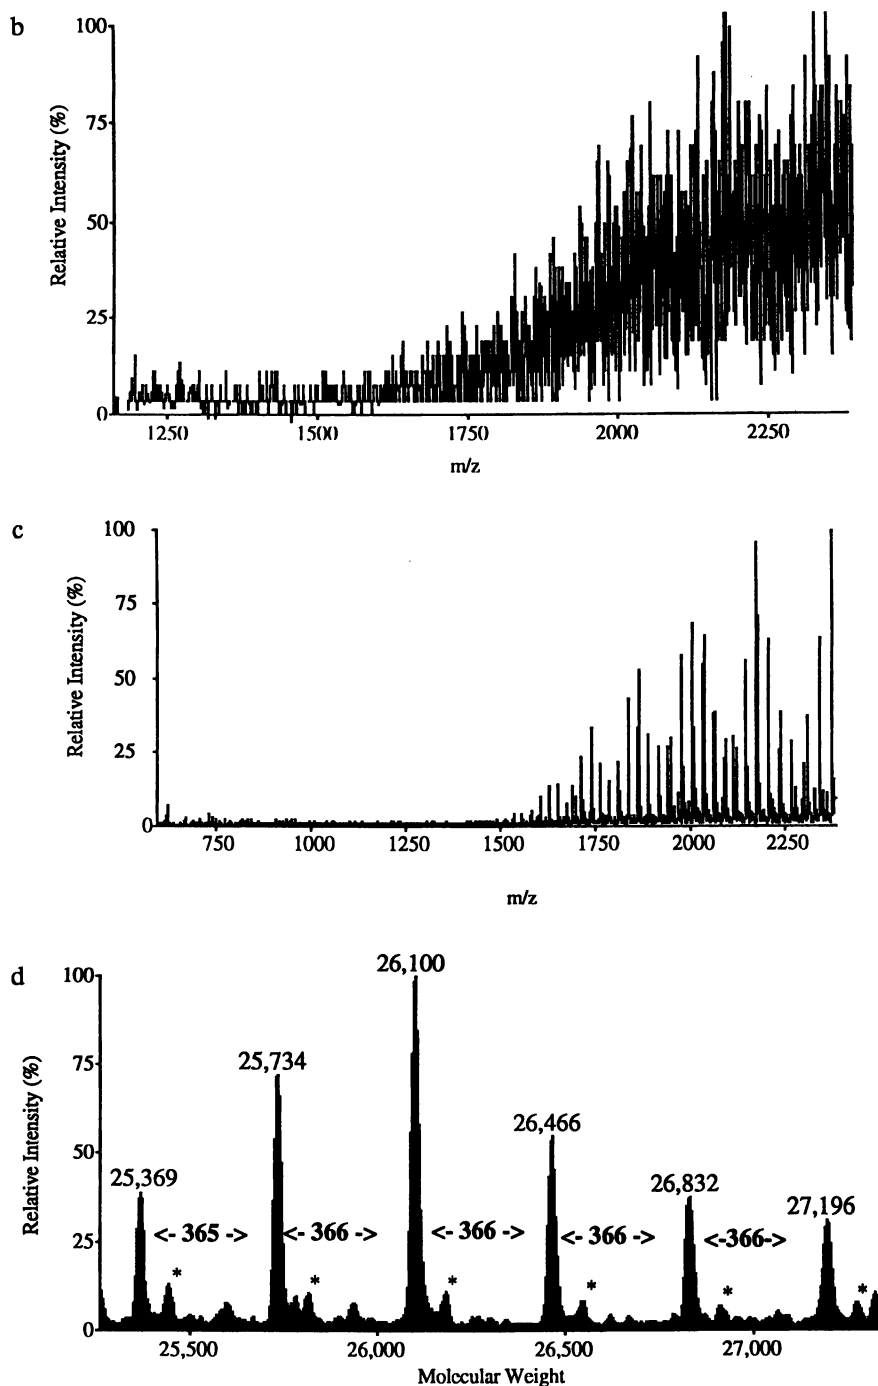 b
100
75
50
25
0
Relative Intensity (%)
1250 1500 1750 2000 2250
m/z
c
100
75
50
25
0
Relative Intensity (%)
750 1000 1250 1500 1750 2000 2250
m/z
d
100
75
50
25
0
Relative Intensity (%)
26,100
25,734
26,466
25,369
26,832
27,196
<- 365 -> <- 366 -> <- 366 -> <- 366 -> <-366->
* * * * * *
25,500 26,000 26,500 27,000
Molecular Weight